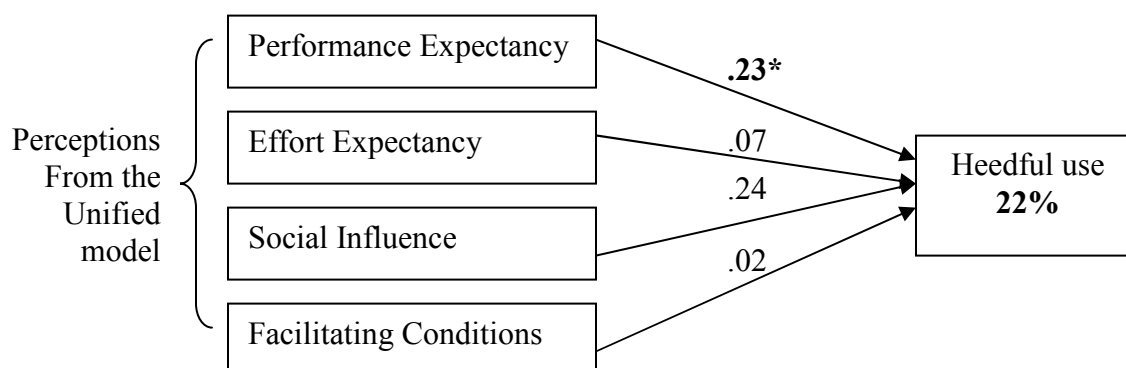 Performance Expectancy
.23*
Perceptions
From the
Unified
model
Effort Expectancy
.07
Heedful use
22%
.24
Social Influence
.02
Facilitating Conditions